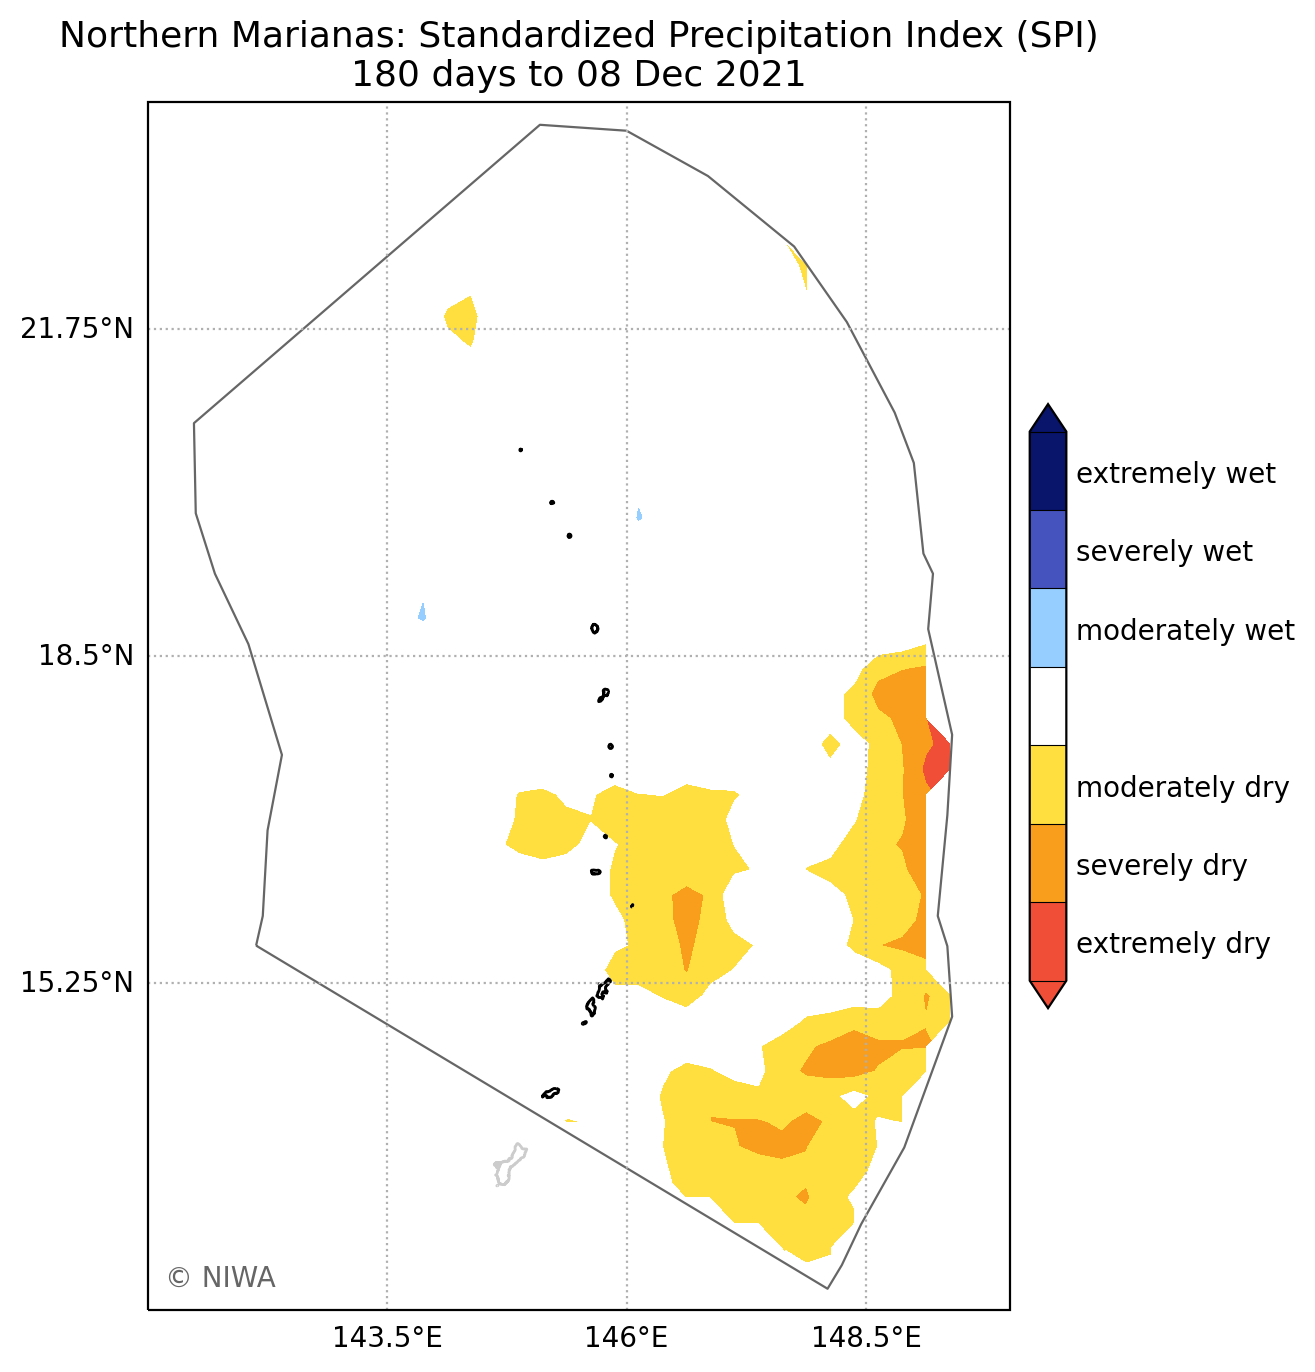 Northern Marianas: Standardized Precipitation Index (SPI)
180 days to 08 Dec 2021
21.75°N
18.5°N
15.25°N
143.5°E
146°E
148.5°E
extremely wet
severely wet
moderately wet
moderately dry
severely dry
extremely dry
© NIWA